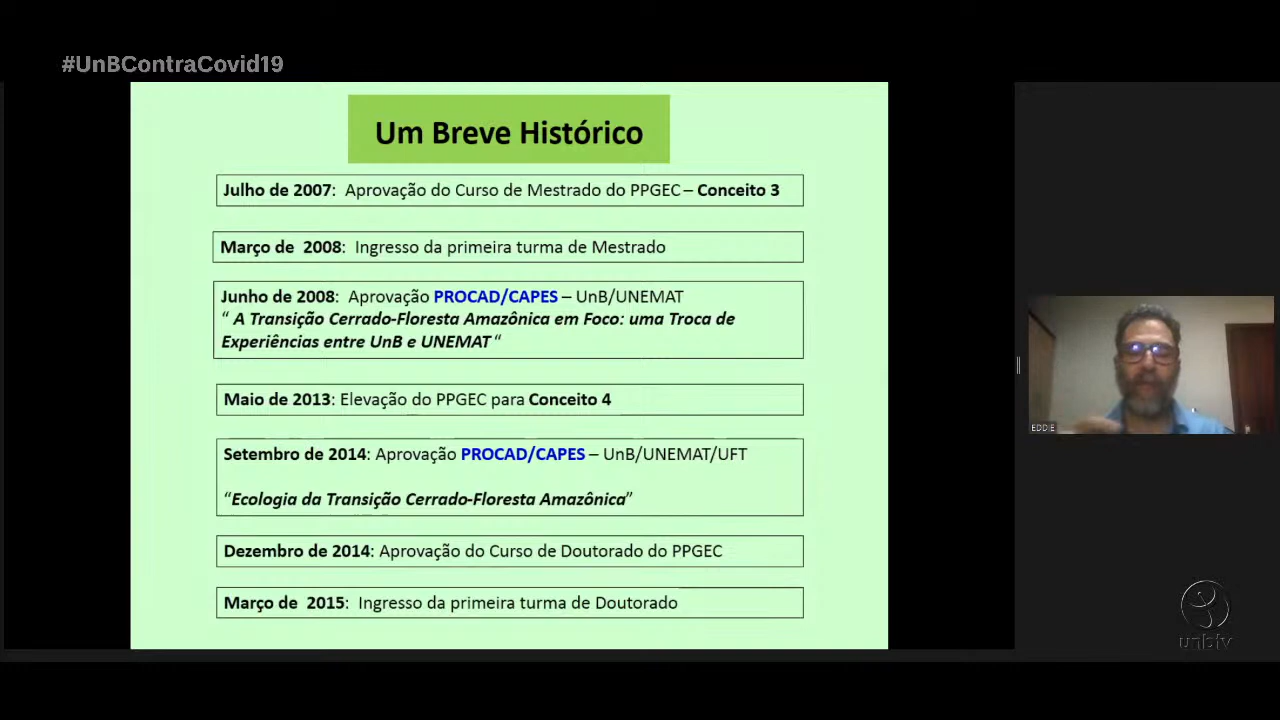 #UnBContraCovid19
Um Breve Histórico
Julho de 2007: Aprovação do Curso de Mestrado do PPGEC – Conceito 3
Março de 2008: Ingresso da primeira turma de Mestrado
Junho de 2008: Aprovação PROCAD/CAPES – UnB/UNEMAT
“ A Transição Cerrado-Floresta Amazônica em Foco: uma Troca de
Experiências entre UnB e UNEMAT “
Maio de 2013: Elevação do PPGEC para Conceito 4
Setembro de 2014: Aprovação PROCAD/CAPES – UnB/UNEMAT/UFT
“Ecologia da Transição Cerrado-Floresta Amazônica”
Dezembro de 2014: Aprovação do Curso de Doutorado do PPGEC
Março de 2015: Ingresso da primeira turma de Doutorado
EDDIE
unbtv